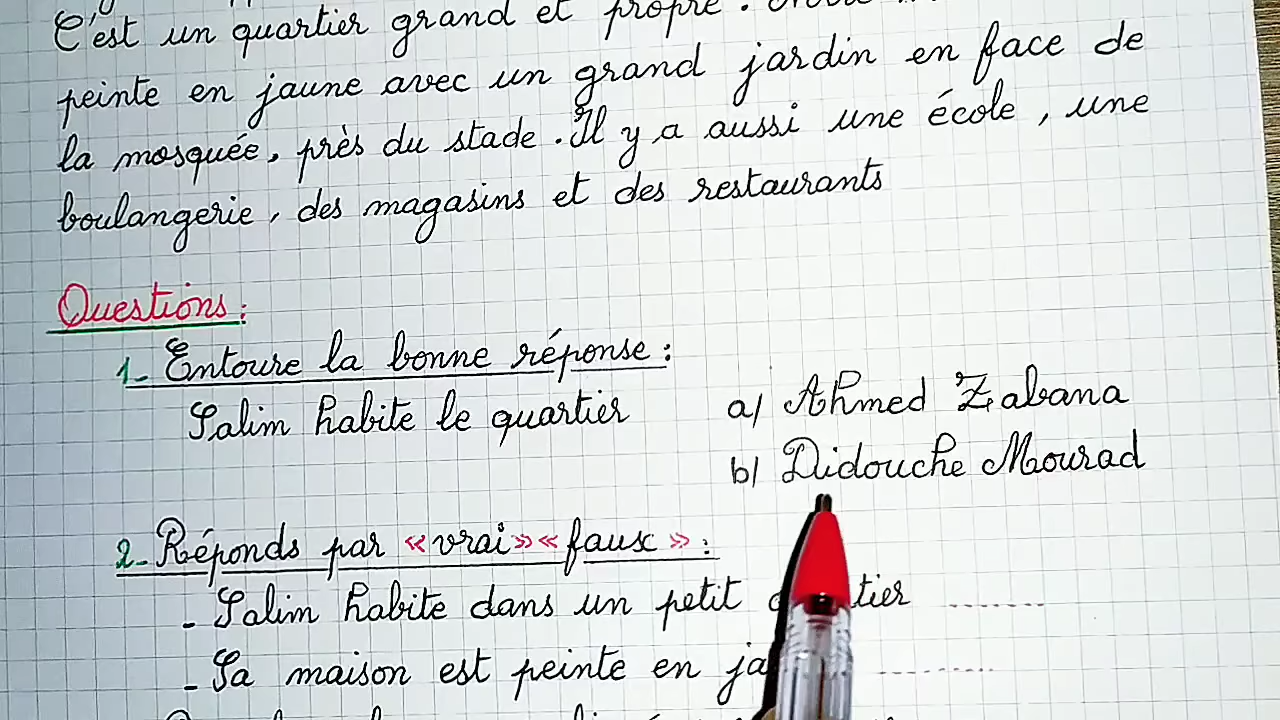 C'est un quartier grand et propre.
peinte en jaune avec un grand jardin en face de
la mosquée, près du stade. Il y a aussi une école, une
boulangerie, des magasins et des restaurants
Questions:
1- Entoure la bonne réponse:
Salim habite le quartier a) Ahmed Zabana
b) Didouche Mourad
2- Réponds par «vrai» «faux»:
- Salim habite dans un petit ........
- Sa maison est peinte en ........